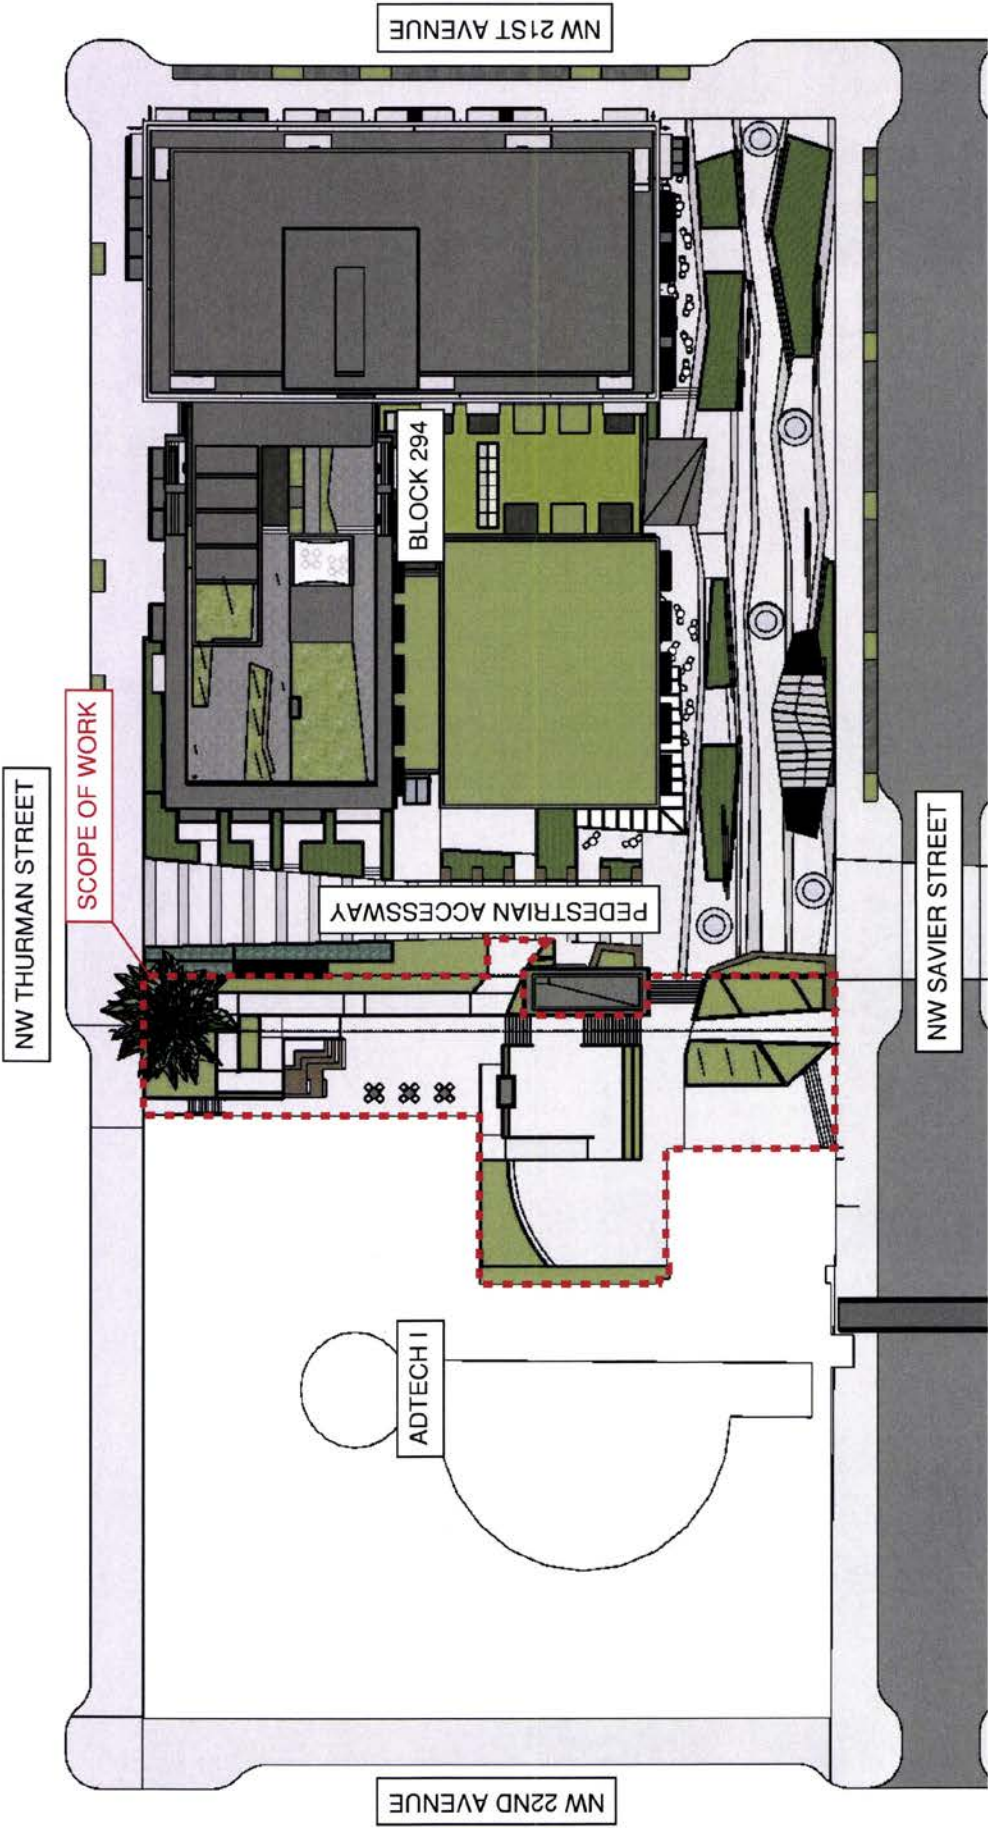 NW 21ST AVENUE
NW THURMAN STREET
SCOPE OF WORK
BLOCK 294
PEDESTRIAN ACCESSWAY
NW SAVIER STREET
ADTECH I
NW 22ND AVENUE